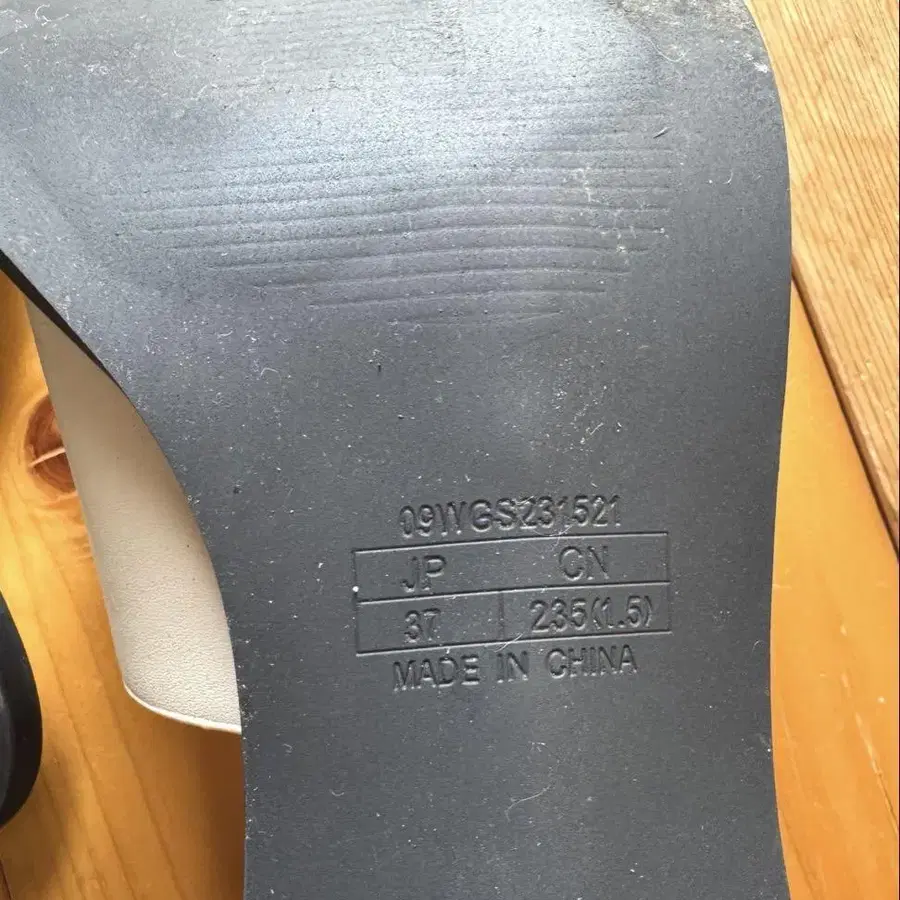 09WGS231521
JP CN
37 235(1.5)
MADE IN CHINA